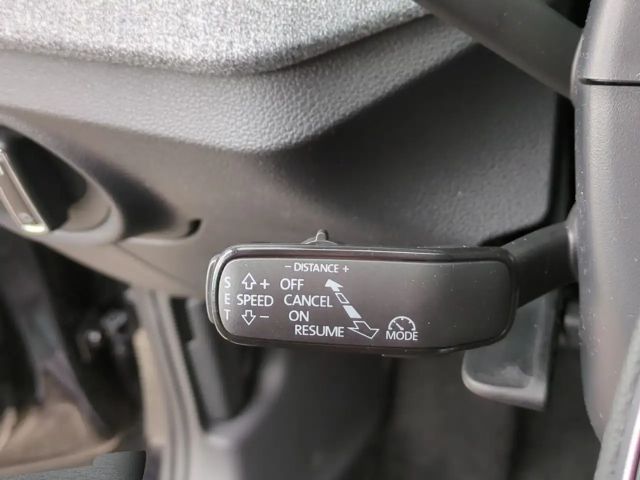 – DISTANCE +
S + OFF
E SPEED CANCEL
T – ON
RESUME MODE